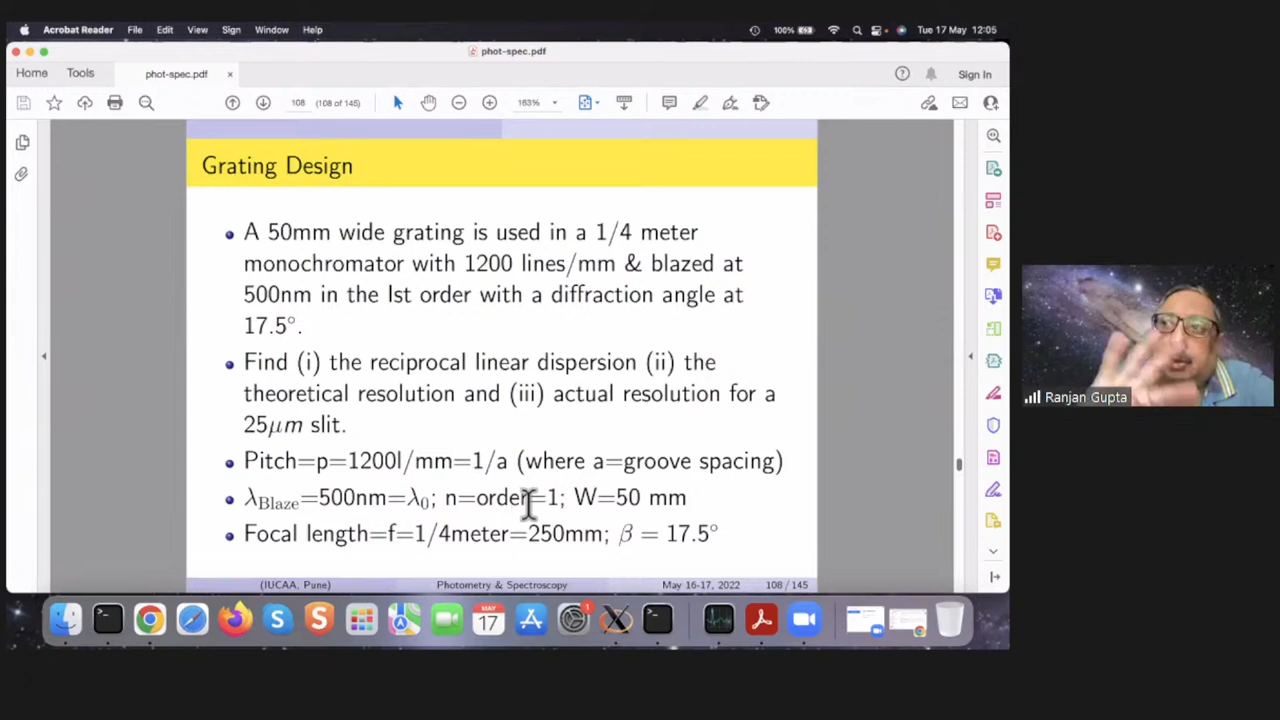 Acrobat Reader File Edit View Sign Window Help 100% Tue 17 May 12:05
phot-spec.pdf
Home Tools phot-spec.pdf × Sign In
108 (108 of 145) 163%
Grating Design
A 50mm wide grating is used in a 1/4 meter
monochromator with 1200 lines/mm & blazed at
500nm in the Ist order with a diffraction angle at
17.5°.
Find (i) the reciprocal linear dispersion (ii) the
theoretical resolution and (iii) actual resolution for a
25μm slit.
Pitch=p=1200l/mm=1/a (where a=groove spacing)
λBlaze=500nm=λ0; n=order=1; W=50 mm
Focal length=f=1/4meter=250mm; β = 17.5°
(IUCAA, Pune) Photometry & Spectroscopy May 16-17, 2022 108 / 145
Ranjan Gupta
MAY
17
1